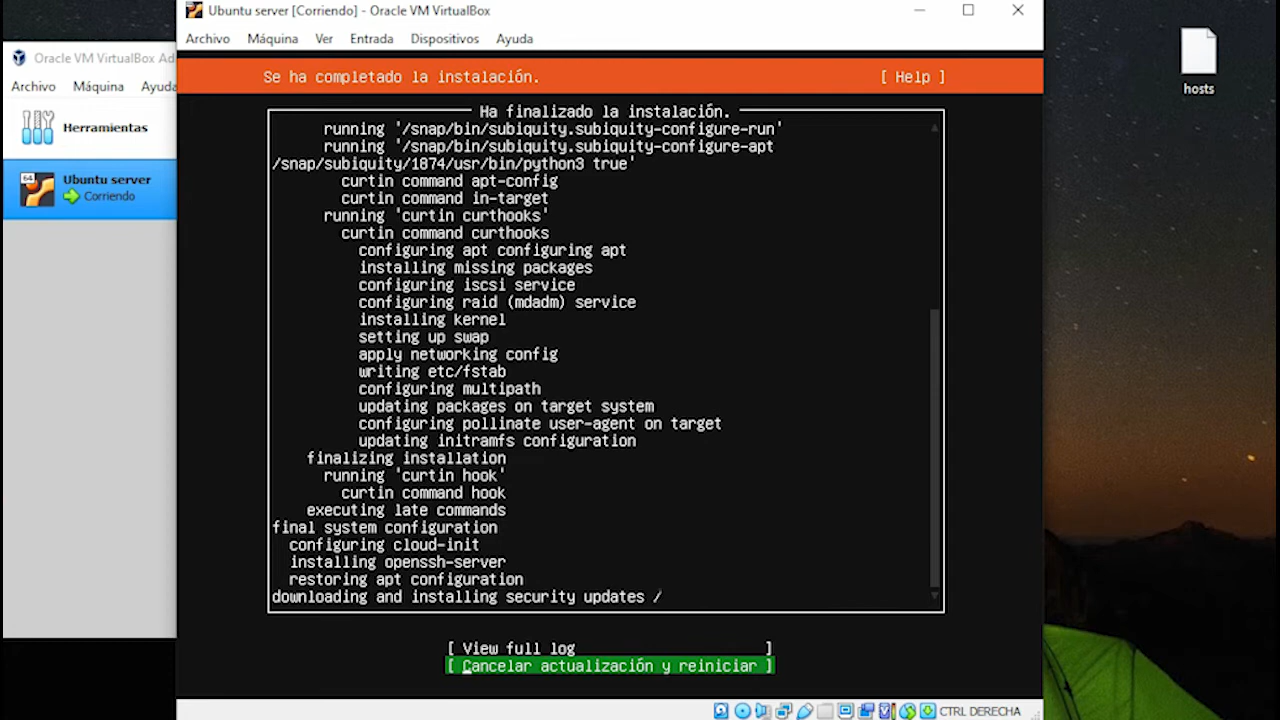 Ubuntu server [Corriendo] - Oracle VM VirtualBox
Archivo Máquina Ver Entrada Dispositivos Ayuda
Oracle VM VirtualBox Ad
Archivo Máquina Ayuda
Herramientas
64
Ubuntu server
Corriendo
hosts
Se ha completado la instalación. [ Help ]
Ha finalizado la instalación.
running '/snap/bin/subiquity.subiquity-configure-run'
running '/snap/bin/subiquity.subiquity-configure-apt
/snap/subiquity/1874/usr/bin/python3 true'
curtin command apt-config
curtin command in-target
running 'curtin curthooks'
curtin command curthooks
configuring apt configuring apt
installing missing packages
configuring iscsi service
configuring raid (mdadm) service
installing kernel
setting up swap
apply networking config
writing etc/fstab
configuring multipath
updating packages on target system
configuring pollinate user-agent on target
updating initramfs configuration
finalizing installation
running 'curtin hook'
curtin command hook
executing late commands
final system configuration
configuring cloud-init
installing openssh-server
restoring apt configuration
downloading and installing security updates /
[ View full log ]
[ Cancelar actualización y reiniciar ]
CTRL DERECHA